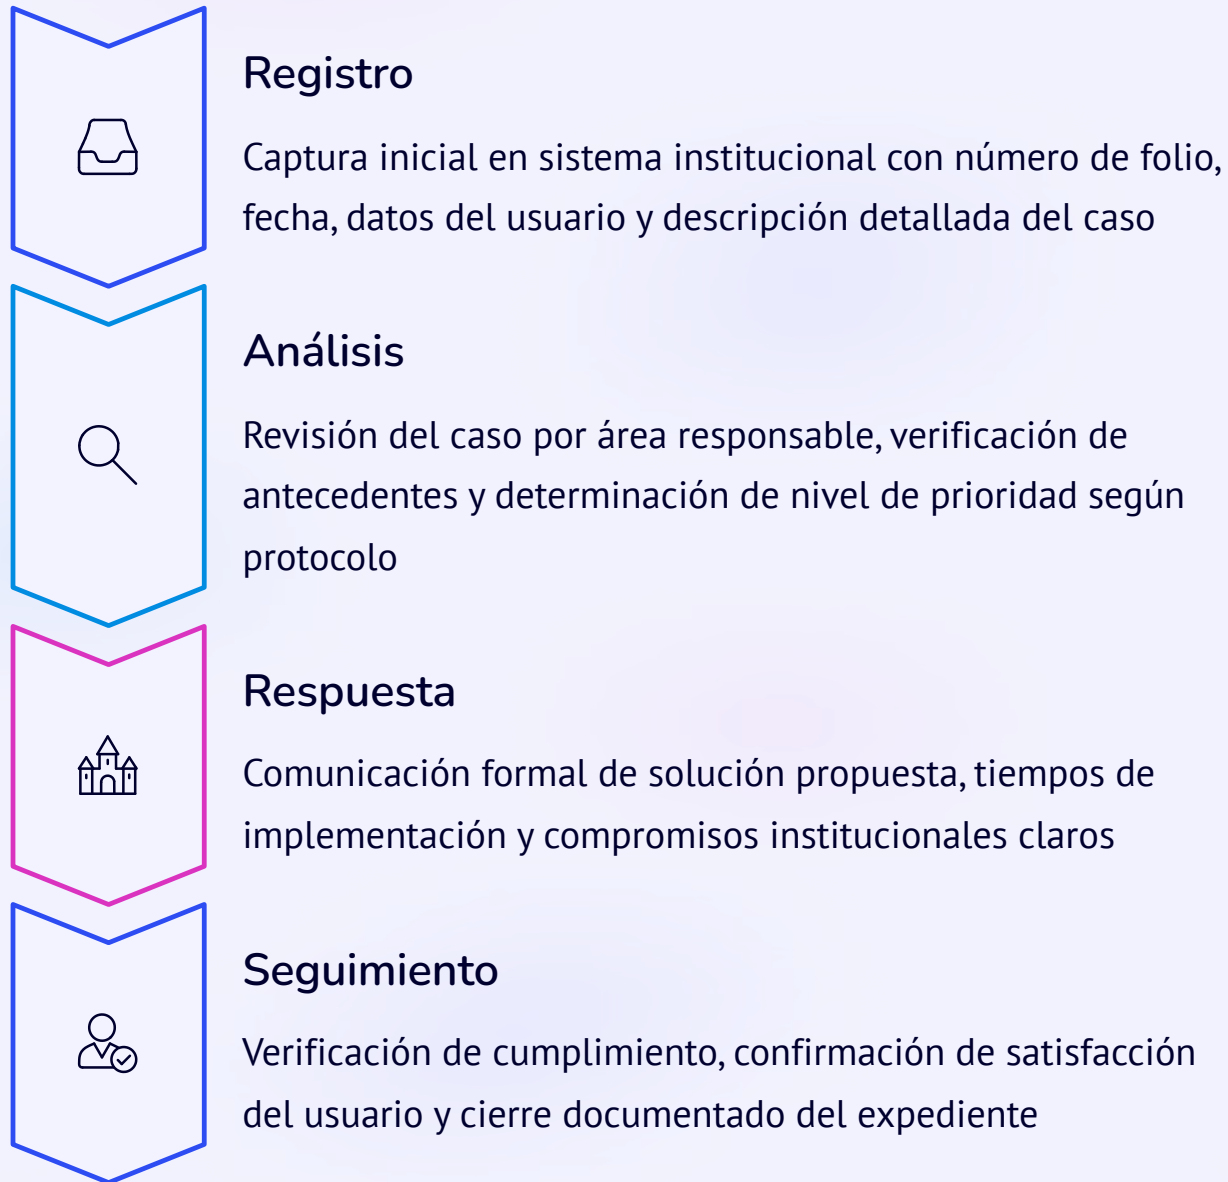 Registro
Captura inicial en sistema institucional con número de folio,
fecha, datos del usuario y descripción detallada del caso
Análisis
Revisión del caso por área responsable, verificación de
antecedentes y determinación de nivel de prioridad según
protocolo
Respuesta
Comunicación formal de solución propuesta, tiempos de
implementación y compromisos institucionales claros
Seguimiento
Verificación de cumplimiento, confirmación de satisfacción
del usuario y cierre documentado del expediente